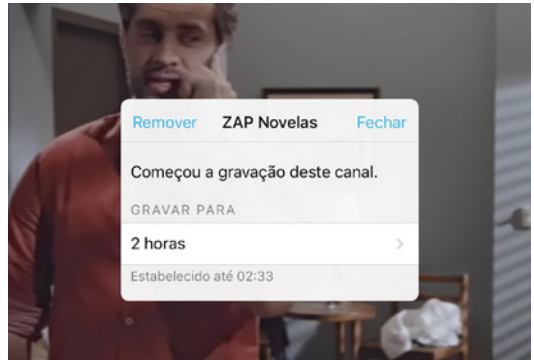 Remover ZAP Novelas Fechar
Começou a gravação deste canal.
GRAVAR PARA
2 horas
Estabelecido até 02:33